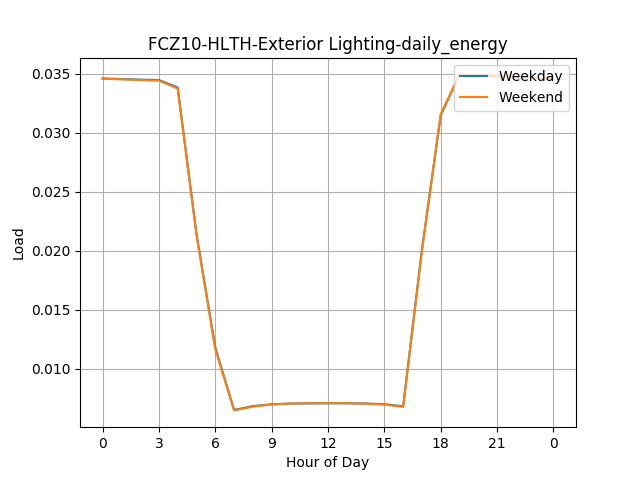 FCZ10-HLTH-Exterior Lighting-daily_energy
0.035
0.030
0.025
0.020
0.015
0.010
Load
Weekday
Weekend
0 3 6 9 12 15 18 21 0
Hour of Day